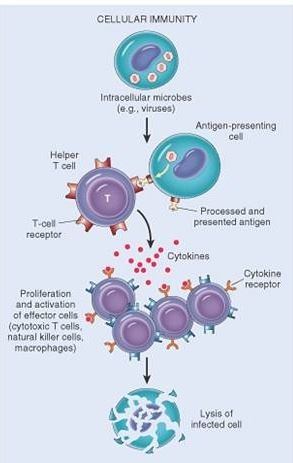 CELLULAR IMMUNITY
Intracellular microbes
(e.g., viruses)
Antigen-presenting
cell
Helper
T cell
T
T-cell
receptor
Processed and
presented antigen
Cytokines
Cytokine
receptor
Proliferation
and activation
of effector cells
(cytotoxic T cells,
natural killer cells,
macrophages)
Lysis of
infected cell